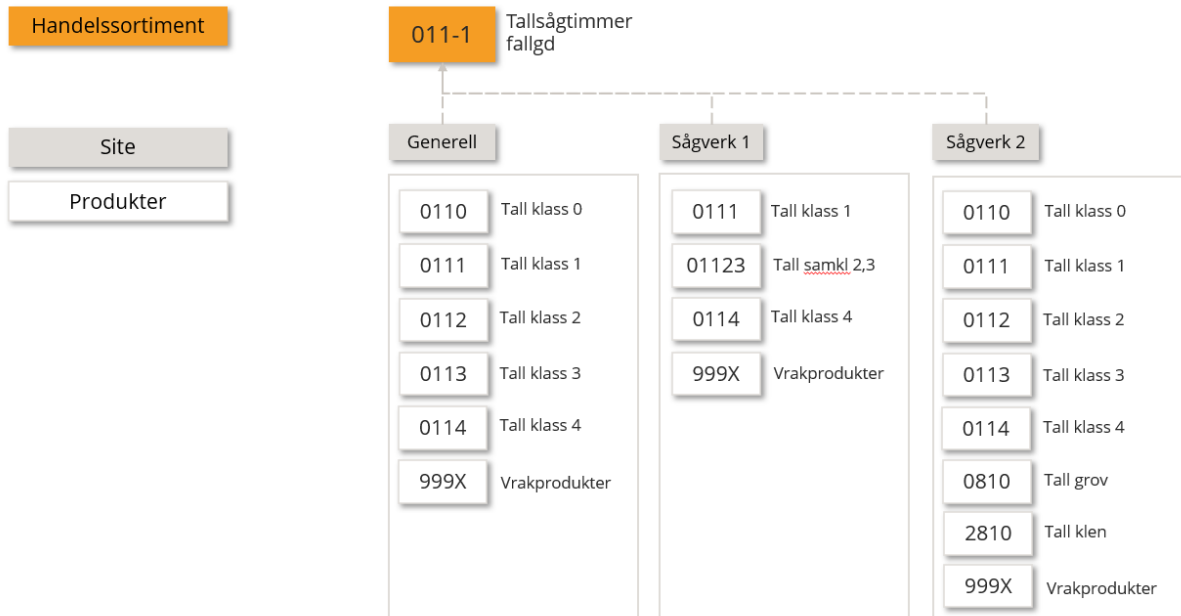 Handelssortiment
011-1
Tallsågtimmer
fallgd
Site
Produkter
Generell
0110 Tall klass 0
0111 Tall klass 1
0112 Tall klass 2
0113 Tall klass 3
0114 Tall klass 4
999X Vrakprodukter
Sågverk 1
0111 Tall klass 1
01123 Tall samkl 2,3
0114 Tall klass 4
999X Vrakprodukter
Sågverk 2
0110 Tall klass 0
0111 Tall klass 1
0112 Tall klass 2
0113 Tall klass 3
0114 Tall klass 4
0810 Tall grov
2810 Tall klen
999X Vrakprodukter